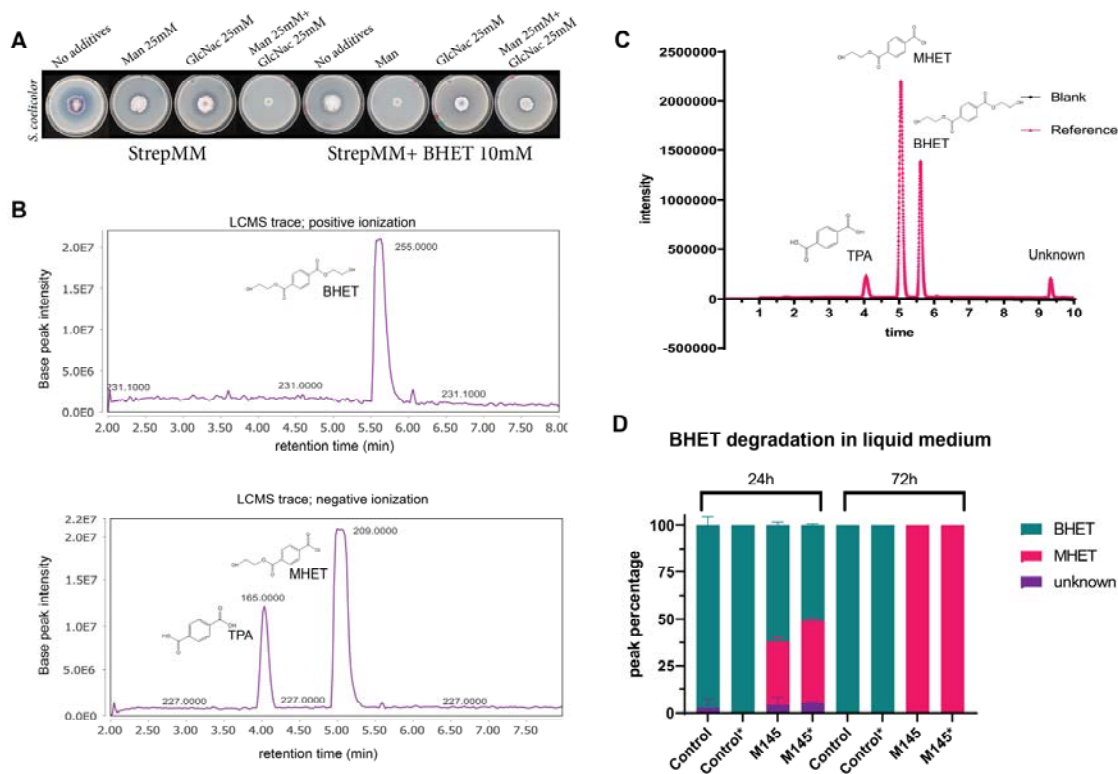 A
No additives
Man 25mM
GlcNac 25mM
Man 25mM+
GlcNac 25mM
No additives
Man
GlcNac 25mM
Man 25mM+
GlcNac 25mM
S. coelicolor
StrepMM
StrepMM+ BHET 10mM
B
LCMS trace; positive ionization
Base peak intensity
2.0E7
1.5E7
1.0E7
5.0E6
0.0E0
255.0000
BHET
231.1000
231.0000
231.1000
2.00 2.50 3.00 3.50 4.00 4.50 5.00 5.50 6.00 6.50 7.00 7.50 8.00
retention time (min)
LCMS trace; negative ionization
Base peak intensity
2.2E7
2.0E7
1.5E7
1.0E7
5.0E6
0.0E0
209.0000
MHET
165.0000
TPA
227.0000
227.0000
227.0000
2.00 2.50 3.00 3.50 4.00 4.50 5.00 5.50 6.00 6.50 7.00 7.50
retention time (min)
C
intensity
2500000
2000000
1500000
1000000
500000
0
-500000
MHET
BHET
TPA
Unknown
Blank
Reference
1 2 3 4 5 6 7 8 9 10
time
D
BHET degradation in liquid medium
24h
72h
peak percentage
100
75
50
25
0
BHET
MHET
unknown
Control
Control*
M145
M145*
Control
Control*
M145
M145*